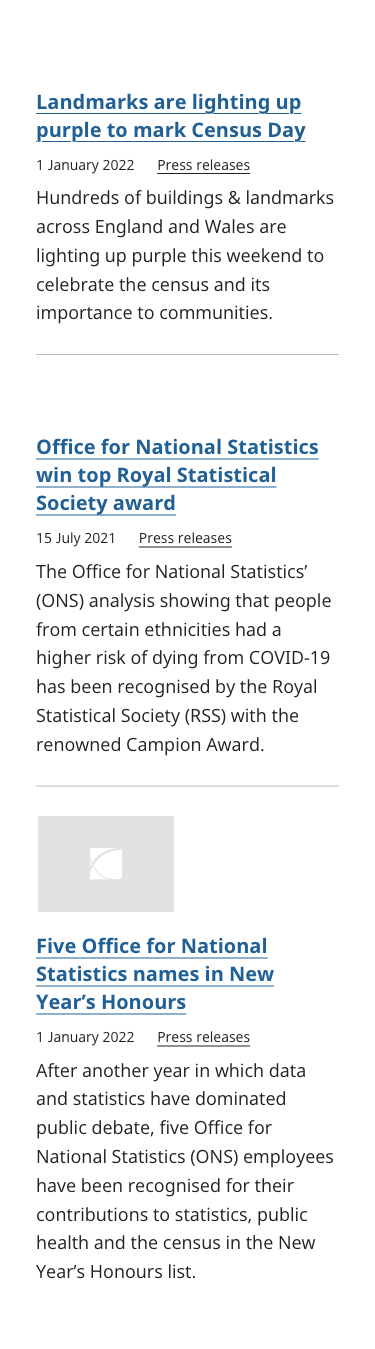 Landmarks are lighting up
purple to mark Census Day
1 January 2022 Press releases
Hundreds of buildings & landmarks
across England and Wales are
lighting up purple this weekend to
celebrate the census and its
importance to communities.
Office for National Statistics
win top Royal Statistical
Society award
15 July 2021 Press releases
The Office for National Statistics’
(ONS) analysis showing that people
from certain ethnicities had a
higher risk of dying from COVID-19
has been recognised by the Royal
Statistical Society (RSS) with the
renowned Campion Award.
Five Office for National
Statistics names in New
Year’s Honours
1 January 2022 Press releases
After another year in which data
and statistics have dominated
public debate, five Office for
National Statistics (ONS) employees
have been recognised for their
contributions to statistics, public
health and the census in the New
Year’s Honours list.